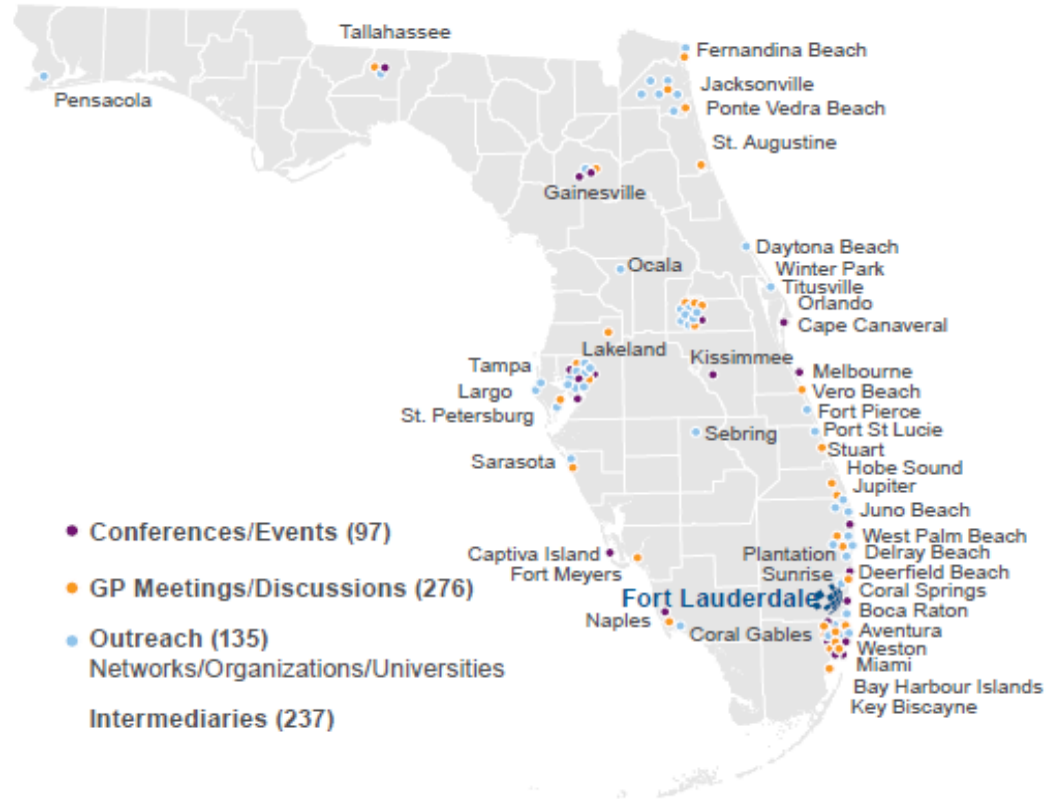 Tallahassee
Fernandina Beach
Pensacola
Jacksonville
Ponte Vedra Beach
St. Augustine
Gainesville
Daytona Beach
Ocala
Winter Park
Titusville
Orlando
Cape Canaveral
Lakeland
Kissimmee
Tampa
Melbourne
Largo
Vero Beach
St. Petersburg
Fort Pierce
Sebring
Port St Lucie
Stuart
Sarasota
Hobe Sound
Jupiter
Juno Beach
Conferences/Events (97)
West Palm Beach
Captiva Island
Plantation
Delray Beach
Fort Meyers
Sunrise
Deerfield Beach
GP Meetings/Discussions (276)
Coral Springs
Fort Lauderdale
Boca Raton
Naples
Coral Gables
Aventura
Outreach (135)
Weston
Networks/Organizations/Universities
Miami
Bay Harbour Islands
Key Biscayne
Intermediaries (237)